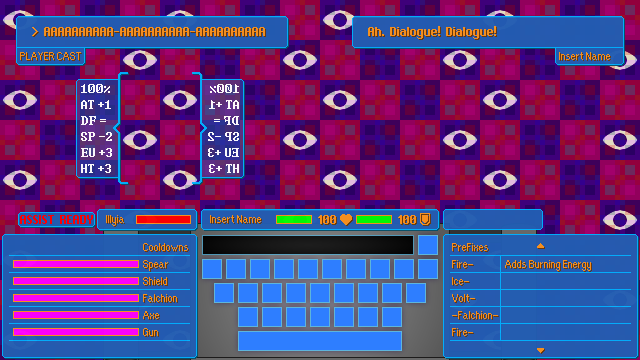 > AAAAAAAAAA-AAAAAAAAAA-AAAAAAAAAA
PLAYER CAST
Ah. Dialogue! Dialogue!
Insert Name
100%
AT +1
DF =
SP -2
EU +3
HT +3
100%
AT +1
DF =
SP -2
EU +3
HT +3
Illyia
Insert Name 100 100
Cooldowns
Spear
Shield
Falchion
Axe
Gun
PreFixes
Fire- Adds Burning Energy
Ice-
Volt-
-Falchion-
Fire-